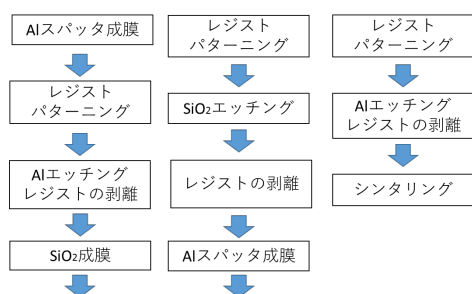 Alスパッタ成膜
レジスト
パターニング
Alエッチング
レジストの剥離
SiO₂成膜
レジスト
パターニング
SiO₂エッチング
レジストの剥離
Alスパッタ成膜
レジスト
パターニング
Alエッチング
レジストの剥離
シンタリング